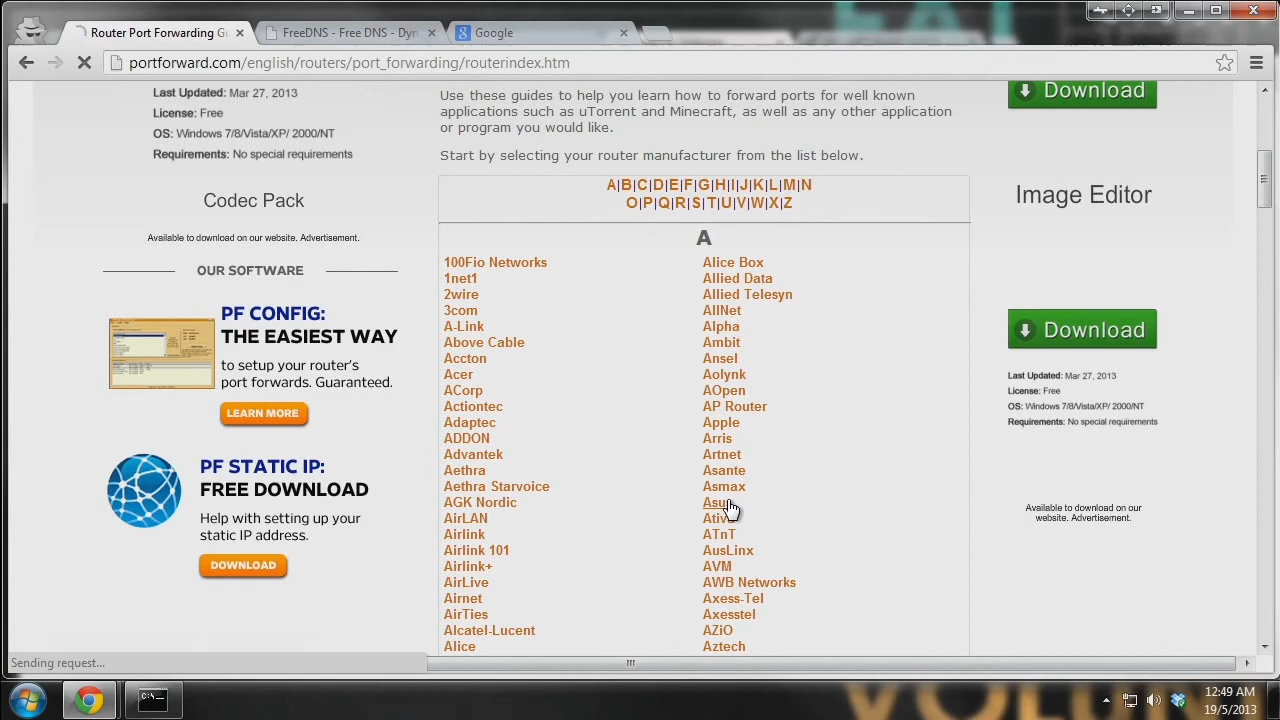 Router Port Forwarding G
FreeDNS - Free DNS - Dyn
Google
portforward.com/english/routers/port_forwarding/routerindex.htm
Last Updated: Mar 27, 2013
License: Free
OS: Windows 7/8/Vista/XP/ 2000/NT
Requirements: No special requirements
Codec Pack
Available to download on our website. Advertisement.
OUR SOFTWARE
PF CONFIG:
THE EASIEST WAY
to setup your router's
port forwards. Guaranteed.
LEARN MORE
PF STATIC IP:
FREE DOWNLOAD
Help with setting up your
static IP address.
DOWNLOAD
Use these guides to help you learn how to forward ports for well known
applications such as uTorrent and Minecraft, as well as any other application
or program you would like.
Start by selecting your router manufacturer from the list below.
A|B|C|D|E|F|G|H|I|J|K|L|M|N
O|P|Q|R|S|T|U|V|W|X|Z
A
100Fio Networks
1net1
2wire
3com
A-Link
Above Cable
Accton
Acer
ACorp
Actiontec
Adaptec
ADDON
Advantek
Aethra
Aethra Starvoice
AGK Nordic
AirLAN
Airlink
Airlink 101
Airlink+
AirLive
Airnet
AirTies
Alcatel-Lucent
Alice
Alice Box
Allied Data
Allied Telesyn
AllNet
Alpha
Ambit
Ansel
Aolynk
AOpen
AP Router
Apple
Arris
Artnet
Asante
Asmax
Asus
Ativa
ATnT
AusLinx
AVM
AWB Networks
Axess-Tel
Axesstel
AZiO
Aztech
Download
Image Editor
Download
Last Updated: Mar 27, 2013
License: Free
OS: Windows 7/8/Vista/XP/ 2000/NT
Requirements: No special requirements
Available to download on our
website. Advertisement.
Sending request...
C:\.
12:49 AM
19/5/2013